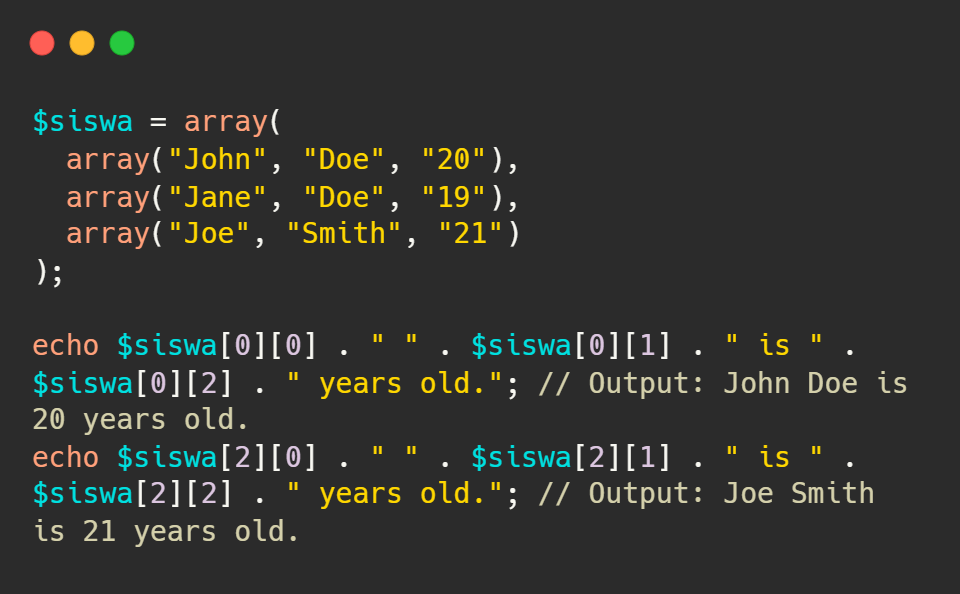 $siswa = array(
  array("John", "Doe", "20"),
  array("Jane", "Doe", "19"),
  array("Joe", "Smith", "21")
);

echo $siswa[0][0] . " " . $siswa[0][1] . " is " .
$siswa[0][2] . " years old."; // Output: John Doe is
20 years old.
echo $siswa[2][0] . " " . $siswa[2][1] . " is " .
$siswa[2][2] . " years old."; // Output: Joe Smith
is 21 years old.